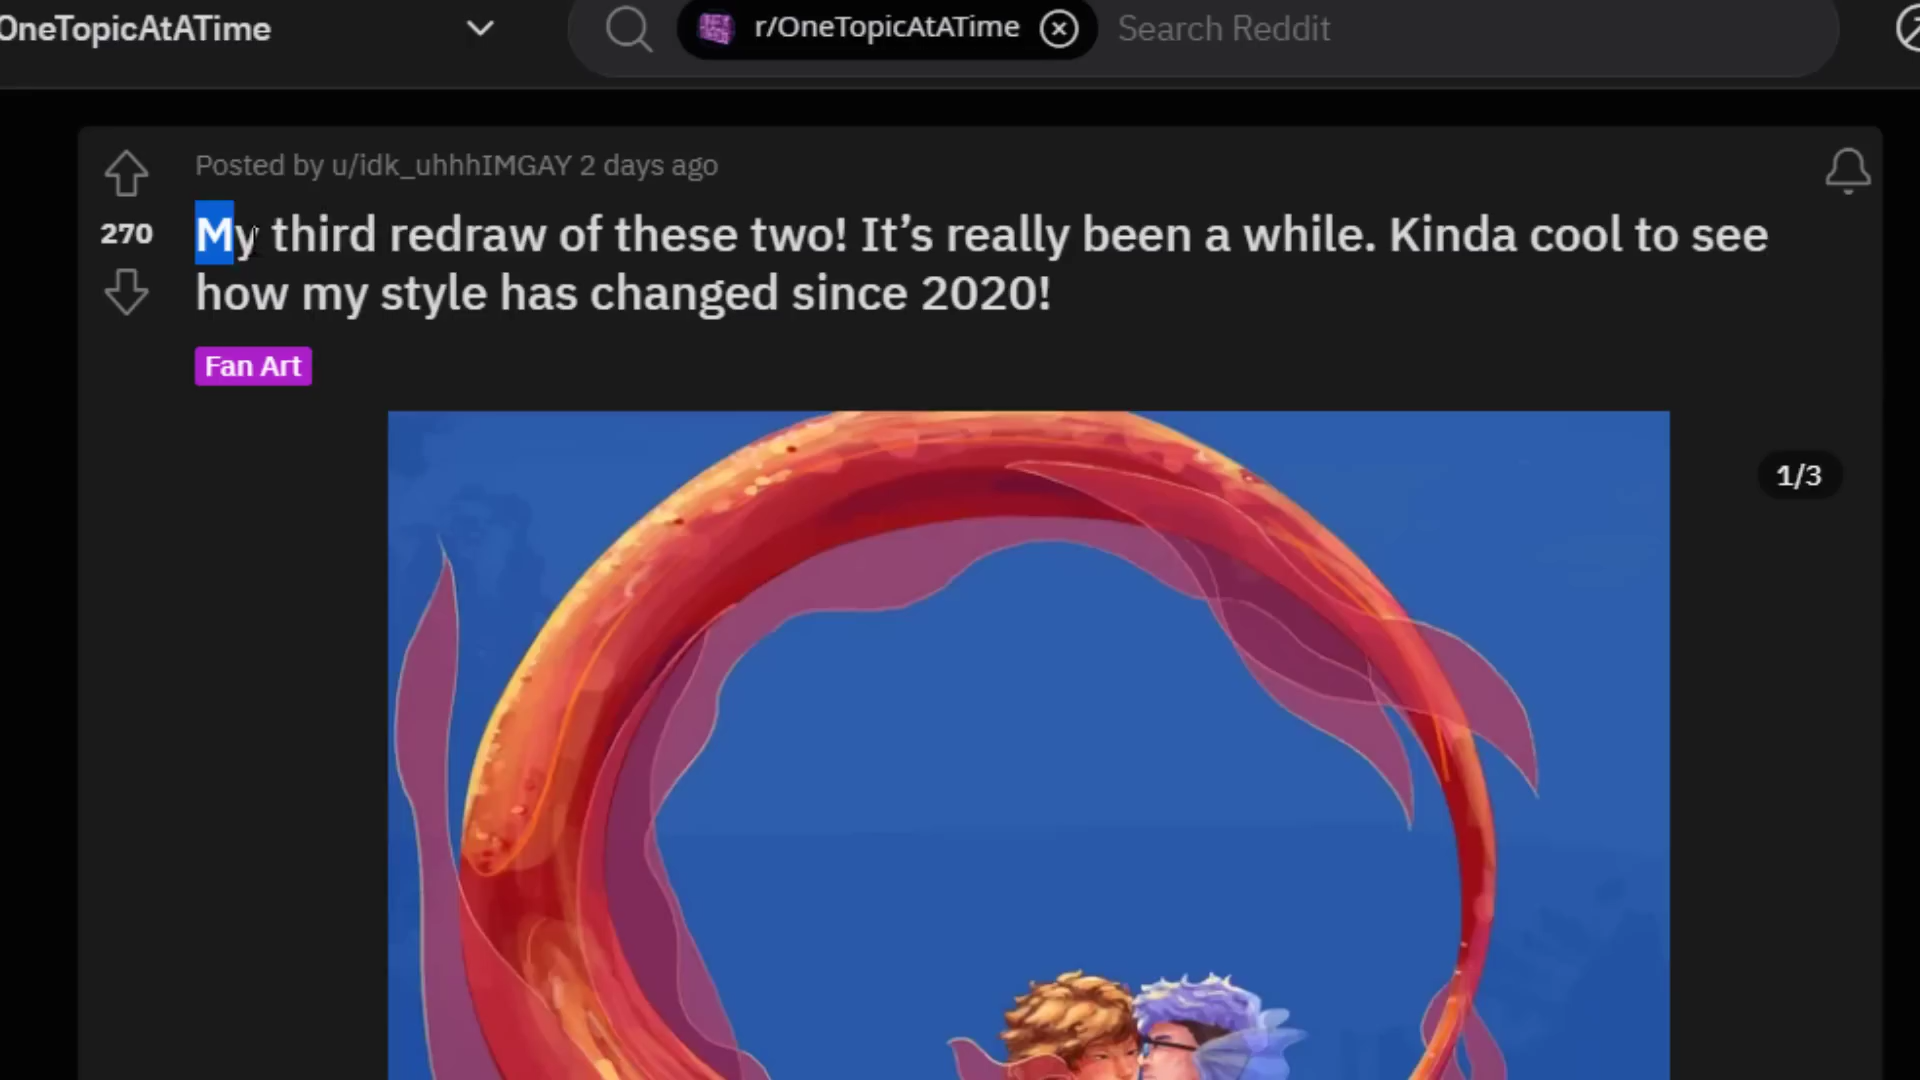 OneTopicAtATime
r/OneTopicAtATime
Search Reddit
Posted by u/idk_uhhhIMGAY 2 days ago
270
My third redraw of these two! It’s really been a while. Kinda cool to see
how my style has changed since 2020!
Fan Art
1/3